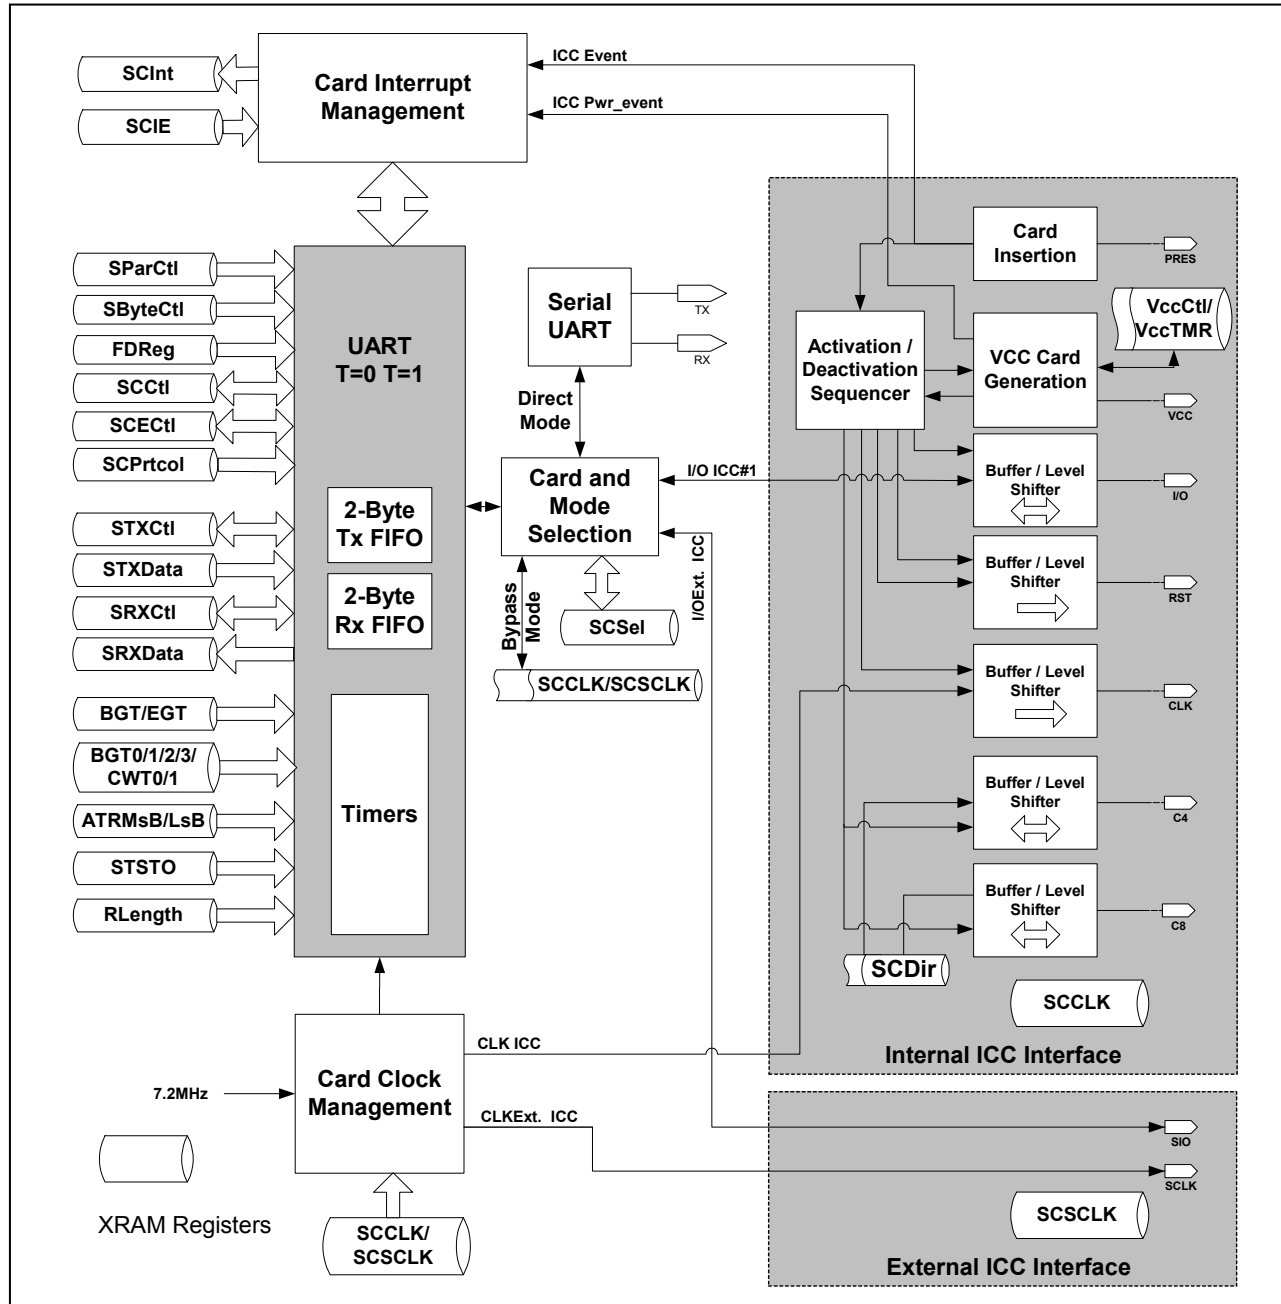 SCInt
SCIE
Card Interrupt
Management
ICC Event
ICC Pwr_event
SParCtl
SByteCtl
FDReg
SCCtl
SCECtl
SCPrtcol
STXCtl
STXData
SRXCtl
SRXData
BGT/EGT
BGT0/1/2/3/
CWT0/1
ATRMsB/LsB
STSTO
RLength
UART
T=0 T=1
2-Byte
Tx FIFO
2-Byte
Rx FIFO
Timers
Serial
UART
TX
RX
Direct
Mode
Card and
Mode
Selection
I/O ICC#1
I/OExt. ICC
Bypass
Mode
SCSel
SCCLK/SCSCLK
Card
Insertion
PRES
VccCtl/
VccTMR
Activation /
Deactivation
Sequencer
VCC Card
Generation
VCC
Buffer / Level
Shifter
I/O
Buffer / Level
Shifter
RST
Buffer / Level
Shifter
CLK
Buffer / Level
Shifter
C4
Buffer / Level
Shifter
C8
SCDir
SCCLK
Internal ICC Interface
7.2MHz
Card Clock
Management
CLK ICC
CLKExt. ICC
SCCLK/
SCSCLK
XRAM Registers
SIO
SCLK
SCSCLK
External ICC Interface